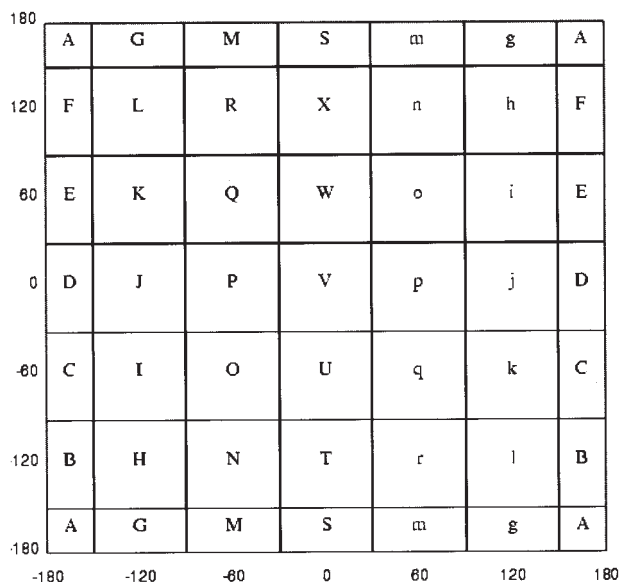 180
A G M S m g A
120 F L R X n h F
60 E K Q W o i E
0 D J P V p j D
-60 C I O U q k C
-120 B H N T r l B
A G M S m g A
-180
-180 -120 -60 0 60 120 180